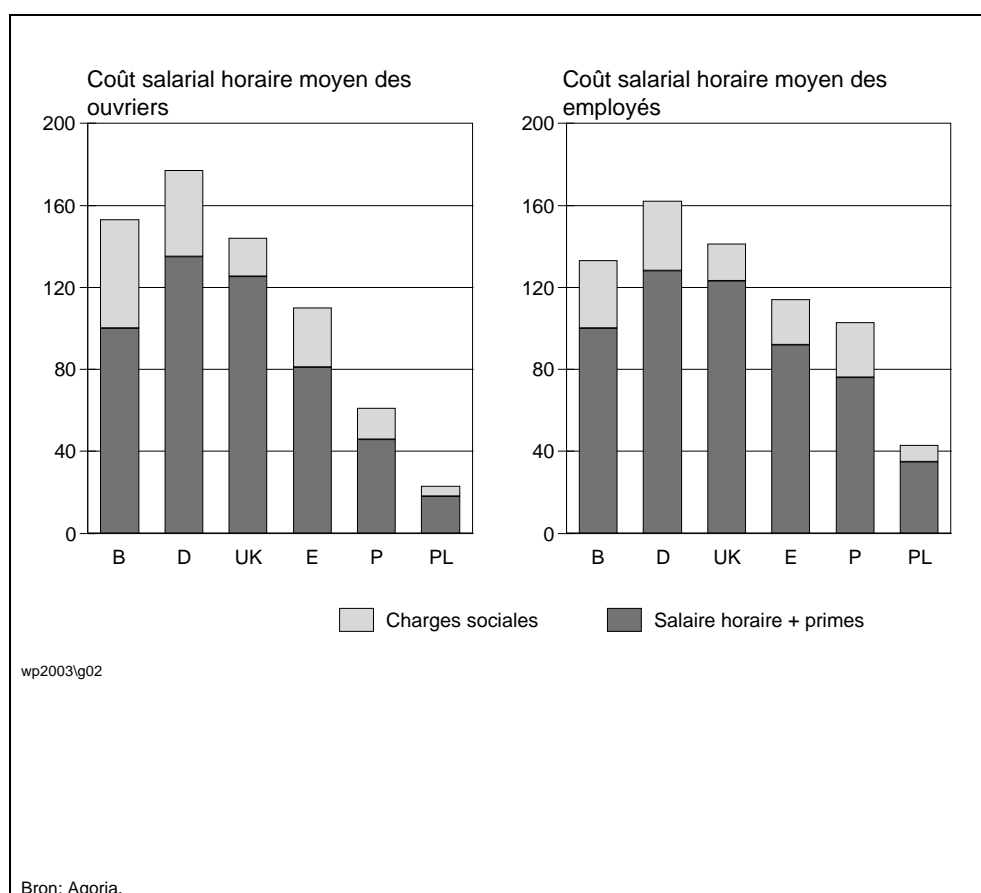 Coût salarial horaire moyen des
ouvriers
200
160
120
80
40
0
B D UK E P PL
Coût salarial horaire moyen des
employés
200
160
120
80
40
0
B D UK E P PL
Charges sociales
Salaire horaire + primes
wp2003\g02
Bron: Agoria.